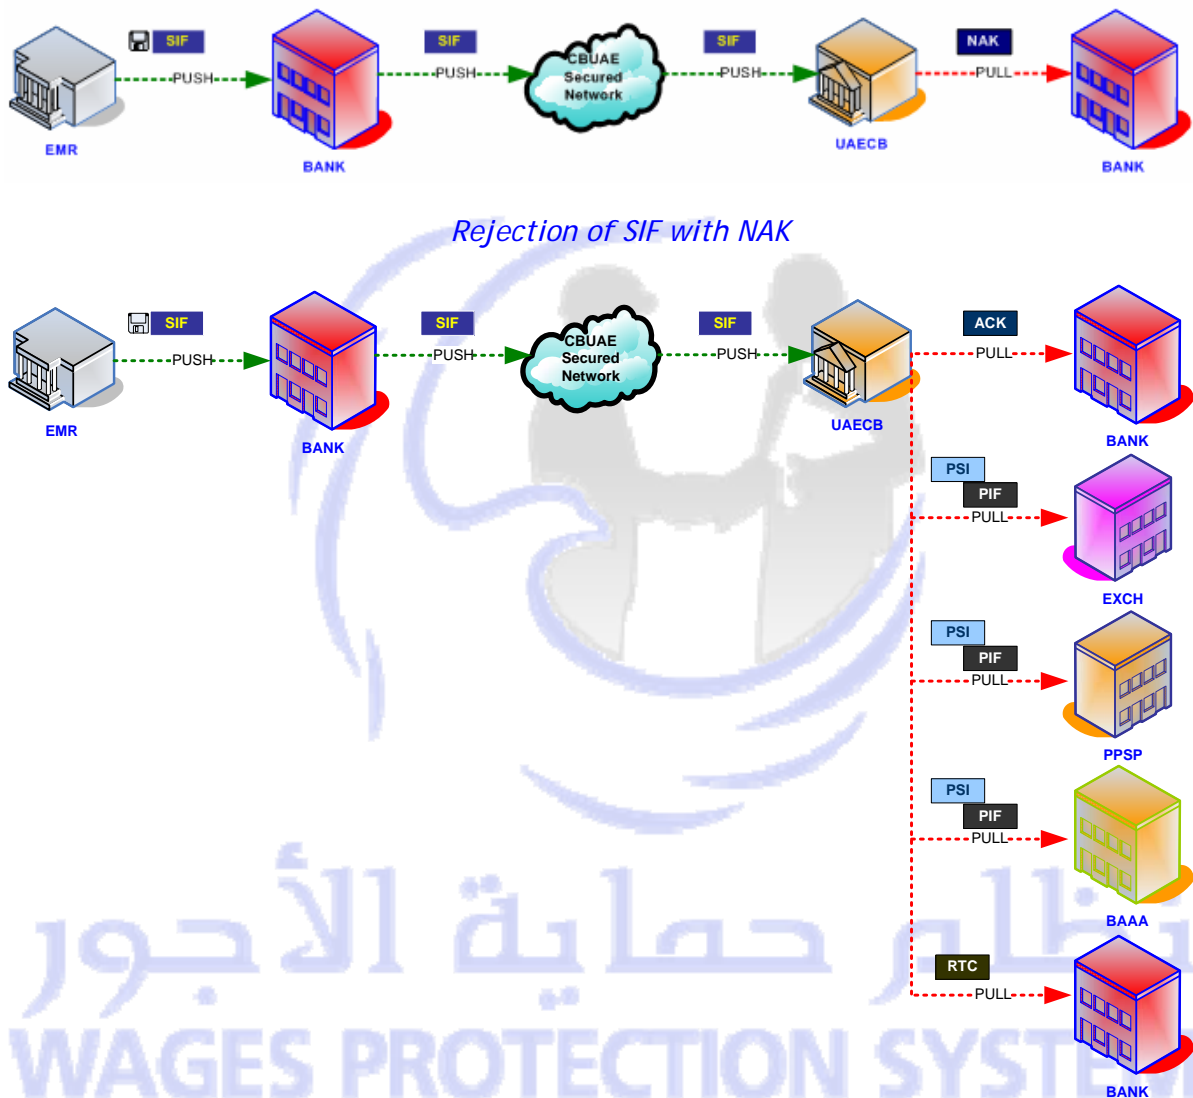 SIF
SIF
SIF
NAK
PUSH
PUSH
PUSH
PULL
CBUAE
Secured
Network
EMR
BANK
UAECB
BANK
Rejection of SIF with NAK
SIF
SIF
SIF
ACK
PUSH
PUSH
PUSH
PULL
CBUAE
Secured
Network
EMR
BANK
UAECB
BANK
PSI
PIF
PULL
EXCH
PSI
PIF
PULL
PPSP
PSI
PIF
PULL
BAAA
نظام حماية الأجور
RTC
PULL
WAGES PROTECTION SYSTEM
BANK